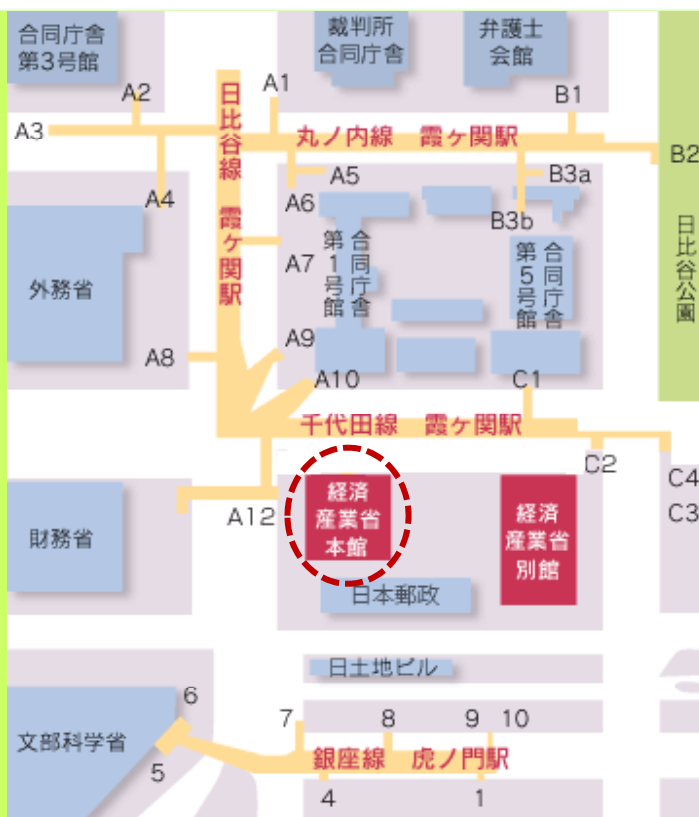 合同庁舎
第3号館
裁判所
合同庁舎
弁護士
会館
A1
A2
A3
B1
日比谷線 霞ヶ関駅
丸ノ内線 霞ヶ関駅
B2
A4
A5
B3a
A6
B3b
日比谷公園
外務省
A7
第1号館
合同庁舎
第5号館
合同庁舎
A9
A8
A10
C1
千代田線 霞ヶ関駅
C2
C4
C3
経済
産業省
本館
A12
経済
産業省
別館
財務省
日本郵政
日土地ビル
6
7
8
9
10
文部科学省
5
銀座線 虎ノ門駅
4
1